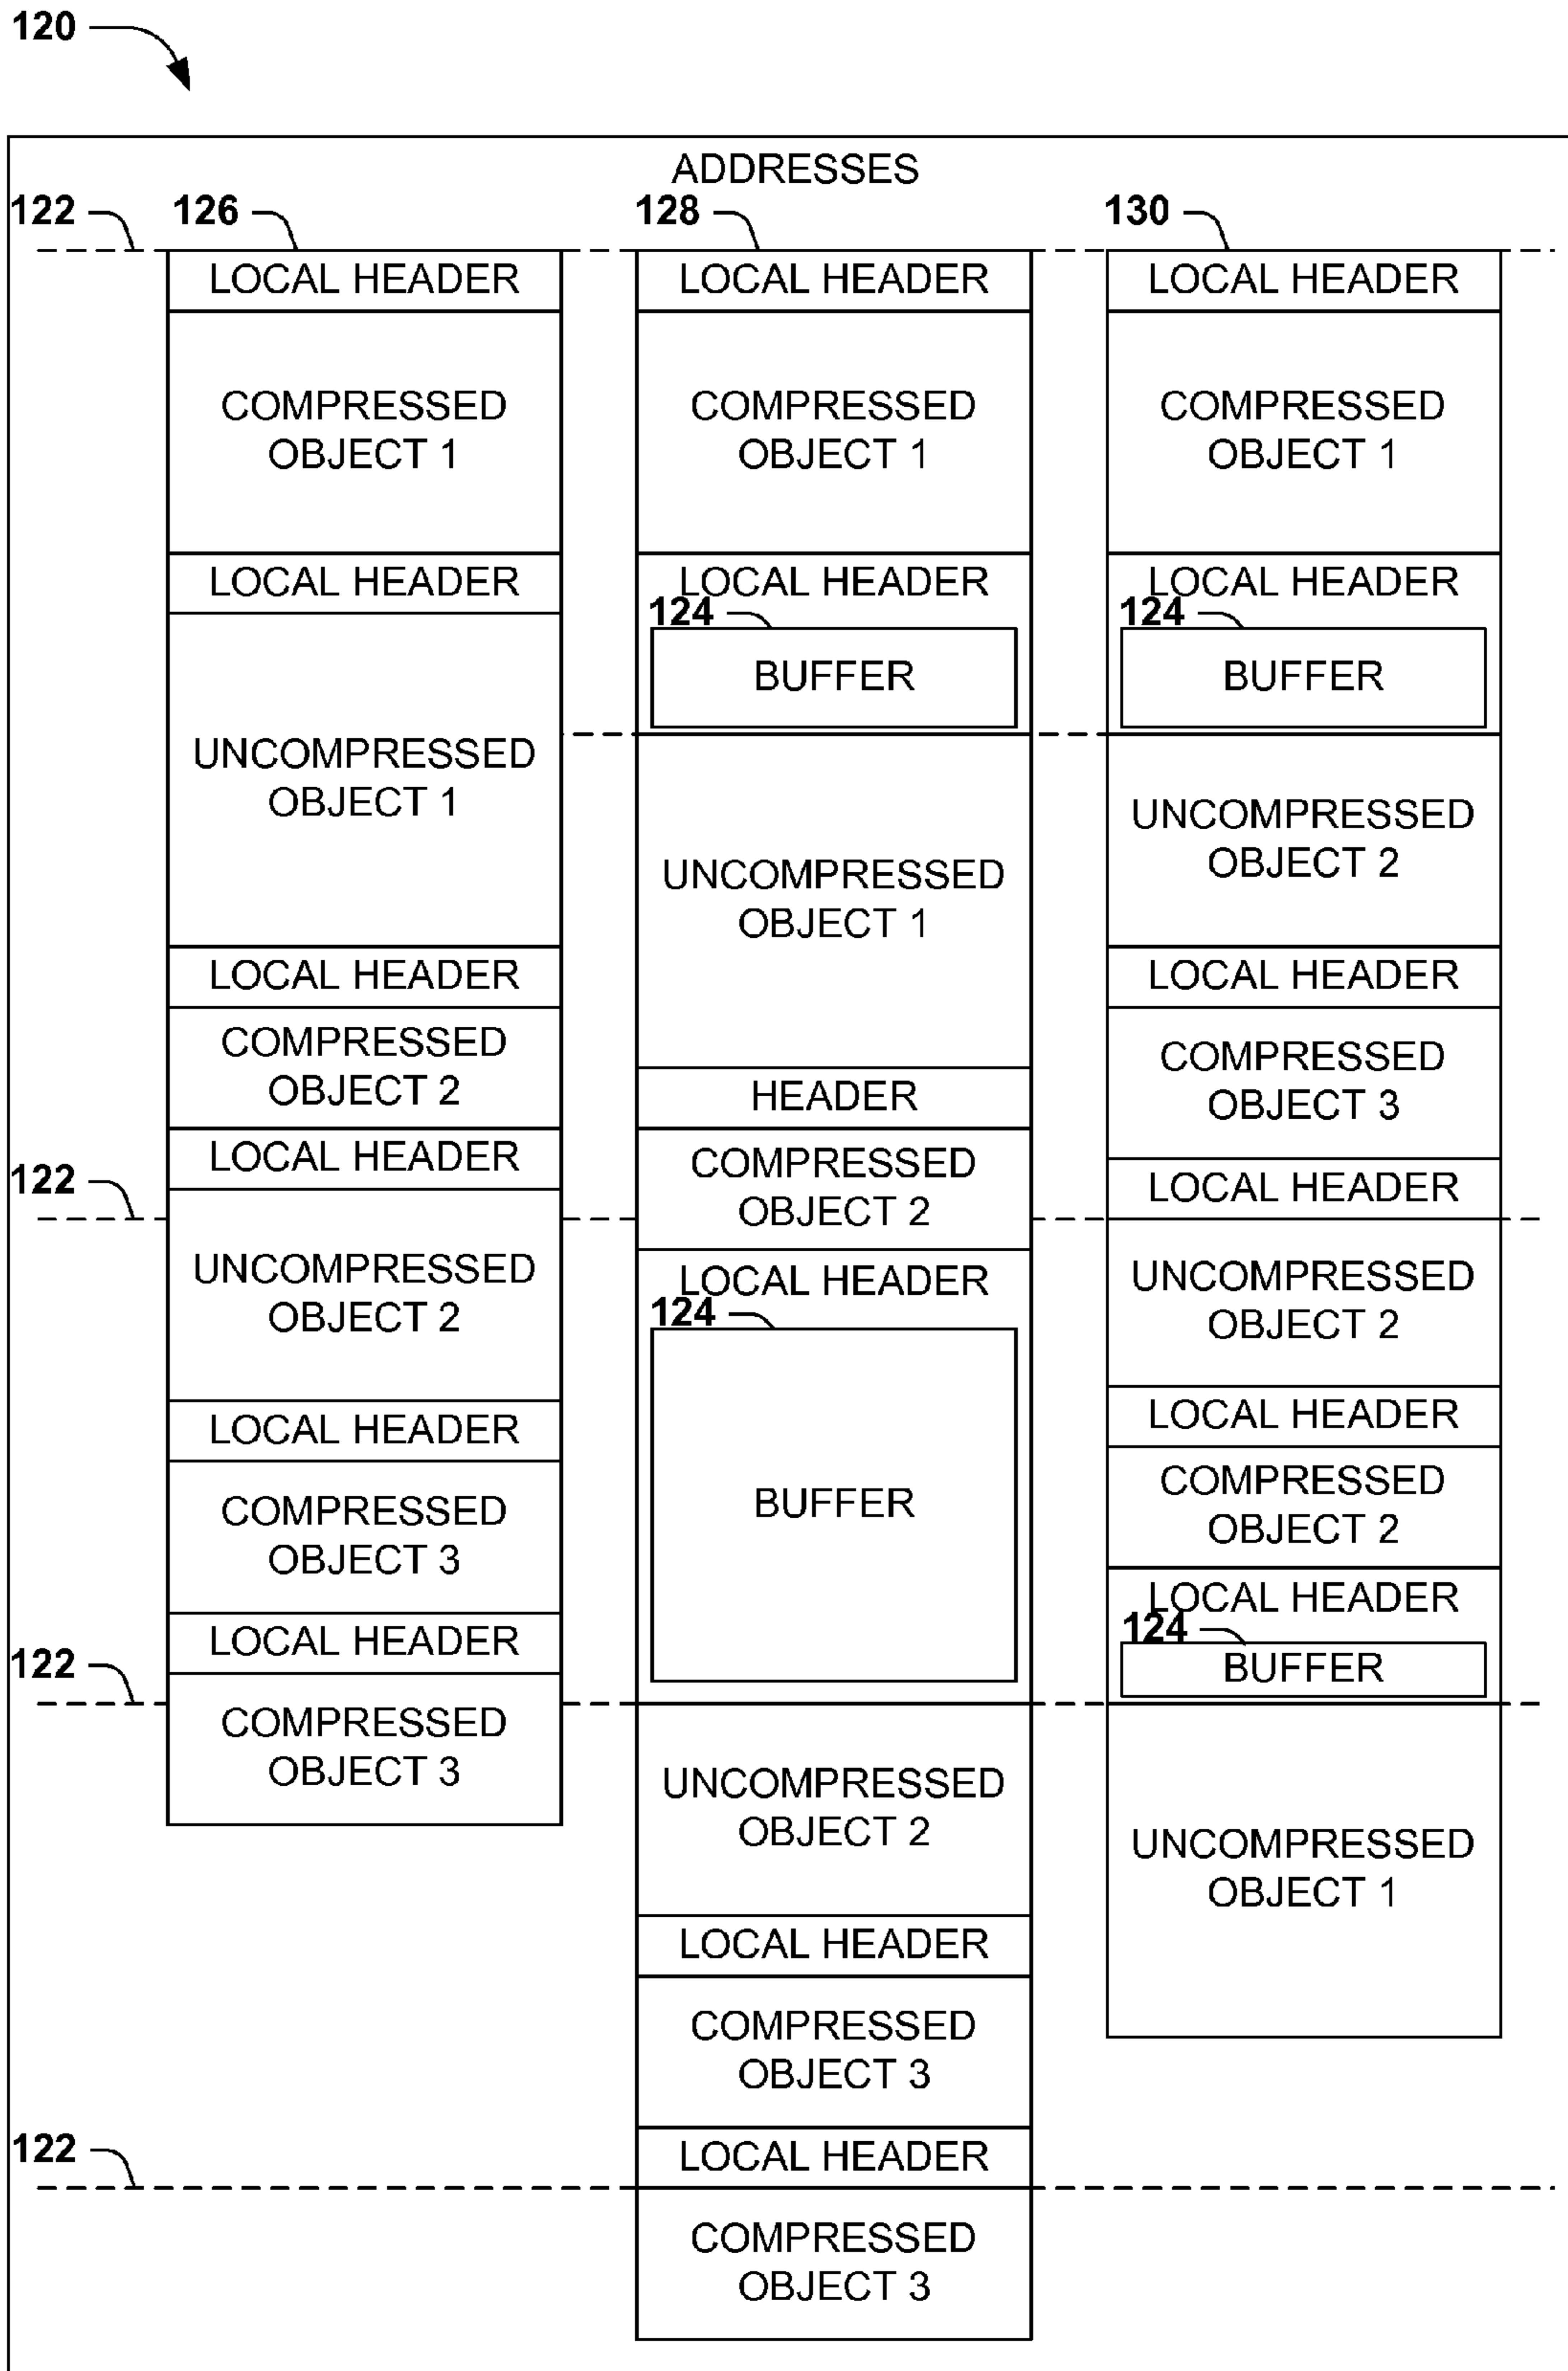 120
ADDRESSES
122
126
128
130
LOCAL HEADER
COMPRESSED
OBJECT 1
LOCAL HEADER
UNCOMPRESSED
OBJECT 1
LOCAL HEADER
COMPRESSED
OBJECT 2
122
LOCAL HEADER
UNCOMPRESSED
OBJECT 2
LOCAL HEADER
COMPRESSED
OBJECT 3
LOCAL HEADER
122
COMPRESSED
OBJECT 3
122
LOCAL HEADER
COMPRESSED
OBJECT 1
LOCAL HEADER
124
BUFFER
UNCOMPRESSED
OBJECT 1
HEADER
COMPRESSED
OBJECT 2
LOCAL HEADER
124
BUFFER
UNCOMPRESSED
OBJECT 2
LOCAL HEADER
COMPRESSED
OBJECT 3
LOCAL HEADER
COMPRESSED
OBJECT 3
LOCAL HEADER
COMPRESSED
OBJECT 1
LOCAL HEADER
124
BUFFER
UNCOMPRESSED
OBJECT 2
LOCAL HEADER
COMPRESSED
OBJECT 3
LOCAL HEADER
UNCOMPRESSED
OBJECT 2
LOCAL HEADER
COMPRESSED
OBJECT 2
LOCAL HEADER
124
BUFFER
UNCOMPRESSED
OBJECT 1